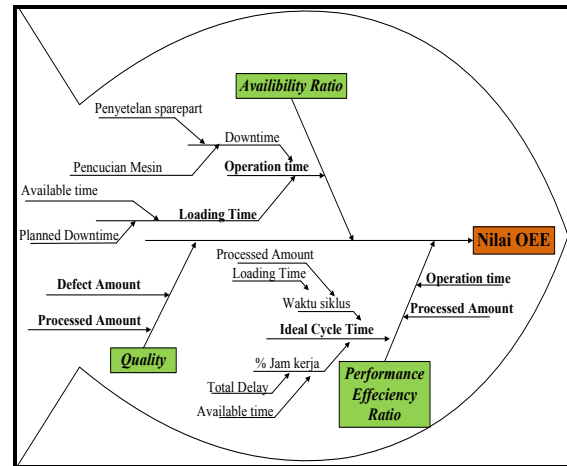 Availibility Ratio
Penyetelan sparepart
Downtime
Pencucian Mesin
Operation time
Available time
Loading Time
Planned Downtime
Nilai OEE
Processed Amount
Loading Time
Operation time
Defect Amount
Waktu siklus
Processed Amount
Processed Amount
Ideal Cycle Time
Quality
% Jam kerja
Total Delay
Available time
Performance
Effeciency
Ratio